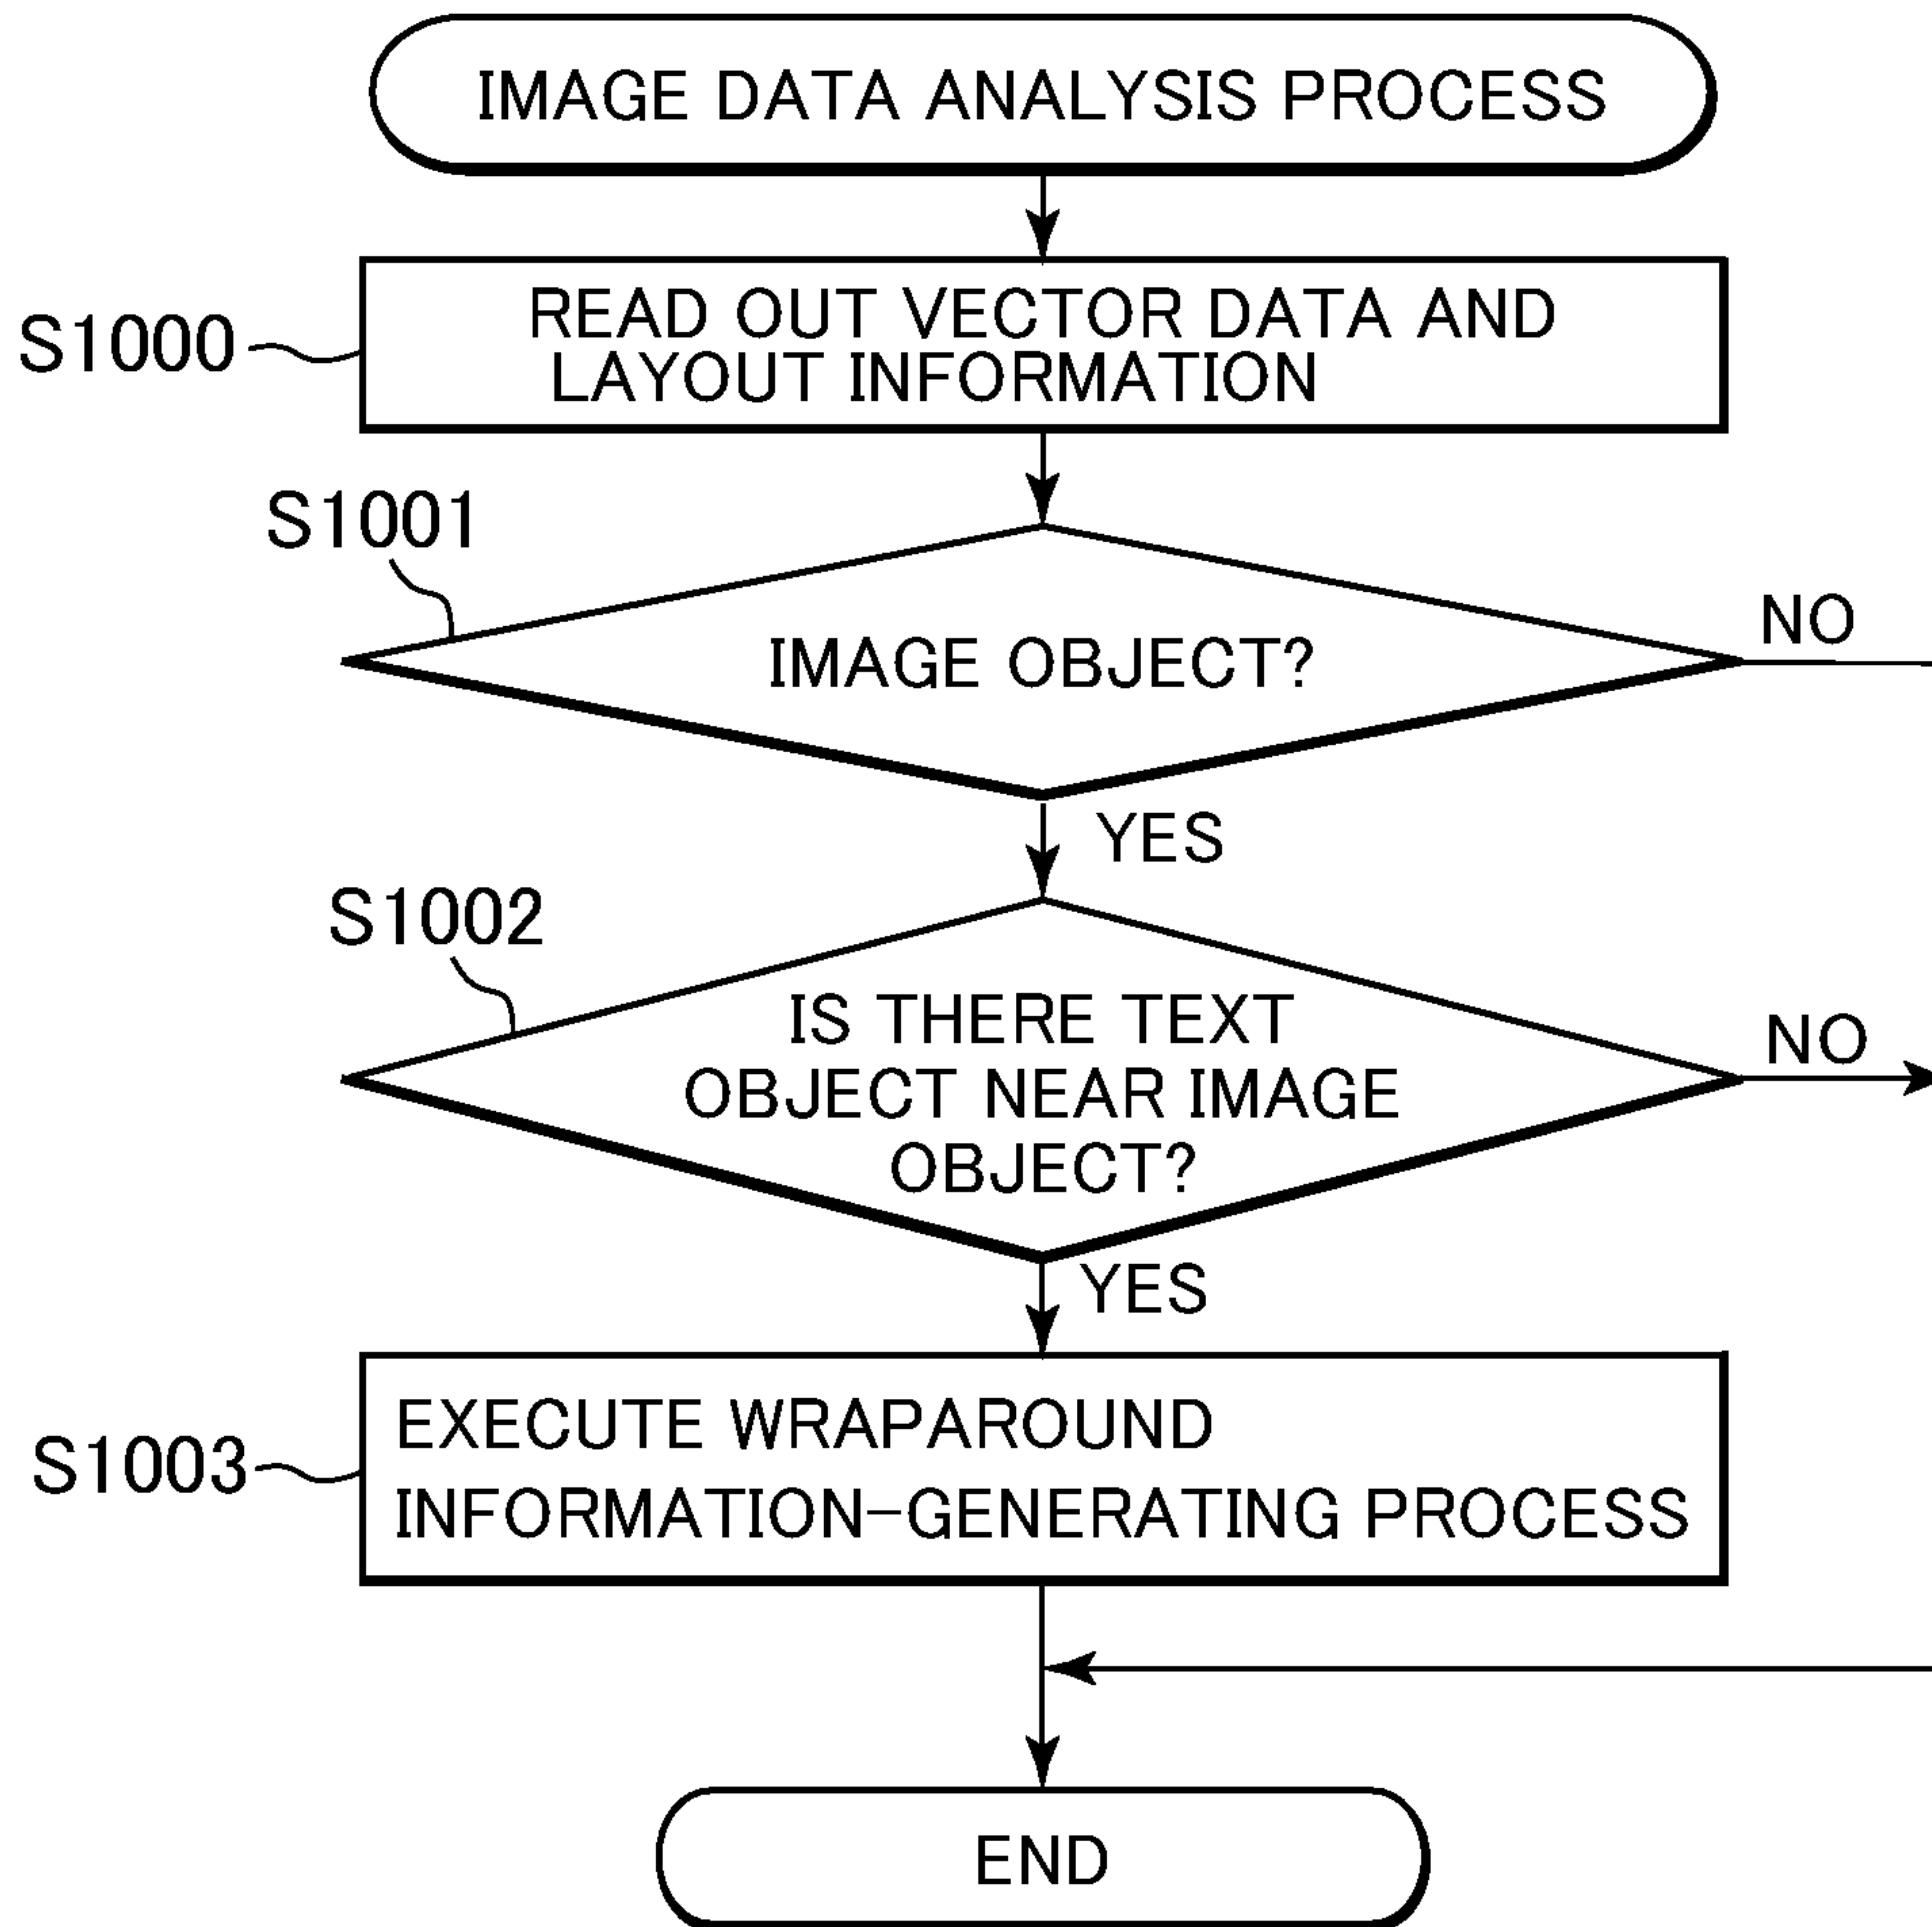 IMAGE DATA ANALYSIS PROCESS
S1000
READ OUT VECTOR DATA AND
LAYOUT INFORMATION
S1001
IMAGE OBJECT?
NO
YES
S1002
IS THERE TEXT
OBJECT NEAR IMAGE
OBJECT?
NO
YES
S1003
EXECUTE WRAPAROUND
INFORMATION-GENERATING PROCESS
END